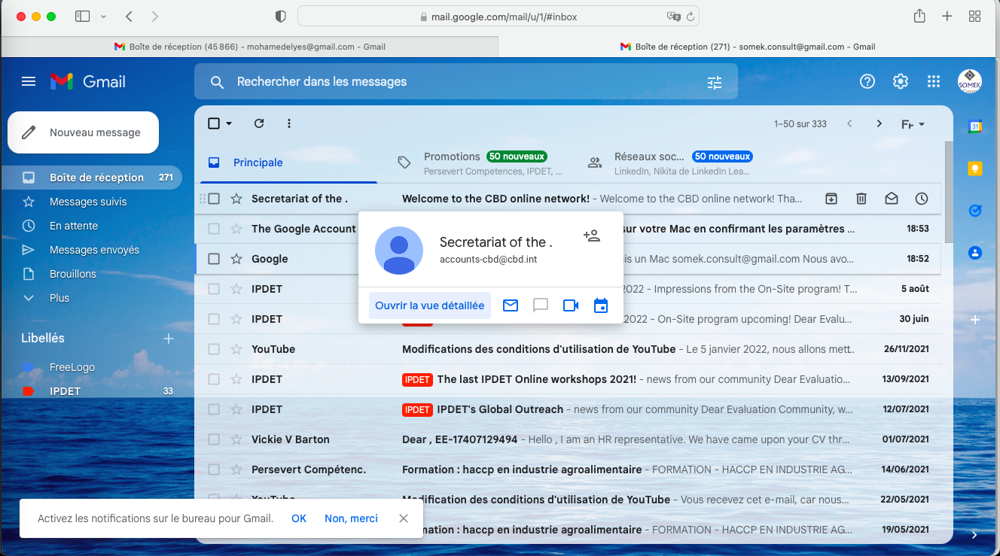 mail.google.com/mail/u/1/#inbox
Boîte de réception (45 866) – mohamedelyes@gmail.com – Gmail
Boîte de réception (271) – somek.consult@gmail.com – Gmail
Gmail
Rechercher dans les messages
SOMEK
Nouveau message
1–50 sur 333
Fr
31
Principale
Promotions 50 nouveaux
Persevert Competences, IPDET, ...
Réseaux soc... 50 nouveaux
LinkedIn, Nikita de LinkedIn Lea...
Boîte de réception 271
Messages suivis
En attente
Messages envoyés
Brouillons
Plus
Libellés
FreeLogo
IPDET 33
Secretariat of the . Welcome to the CBD online network! - Welcome to the CBD online network! Tha...
The Google Account sur votre Mac en confirmant les paramètres ... 18:53
Google is un Mac somek.consult@gmail.com Nous avo... 18:52
IPDET 2022 - Impressions from the On-Site program! T... 5 août
IPDET 2022 - On-Site program upcoming! Dear Evalu... 30 juin
YouTube Modifications des conditions d'utilisation de YouTube - Le 5 janvier 2022, nous allons mett... 26/11/2021
IPDET IPDET The last IPDET Online workshops 2021! - news from our community Dear Evaluatio... 13/09/2021
IPDET IPDET IPDET's Global Outreach - news from our community Dear Evaluation Community, w... 12/07/2021
Vickie V Barton Dear , EE-17407129494 - Hello , I am an HR representative. We have came upon your CV thr... 01/07/2021
Persevert Compétenc. Formation : haccp en industrie agroalimentaire - FORMATION - HACCP EN INDUSTRIE AG... 14/06/2021
YouTube Modification des conditions d'utilisation de YouTube - Vous recevez cet e-mail, car nous... 22/05/2021
mation : haccp en industrie agroalimentaire - FORMATION - HACCP EN INDUSTRIE AG... 19/05/2021
Secretariat of the .
accounts-cbd@cbd.int
Ouvrir la vue détaillée
Activez les notifications sur le bureau pour Gmail. OK Non, merci